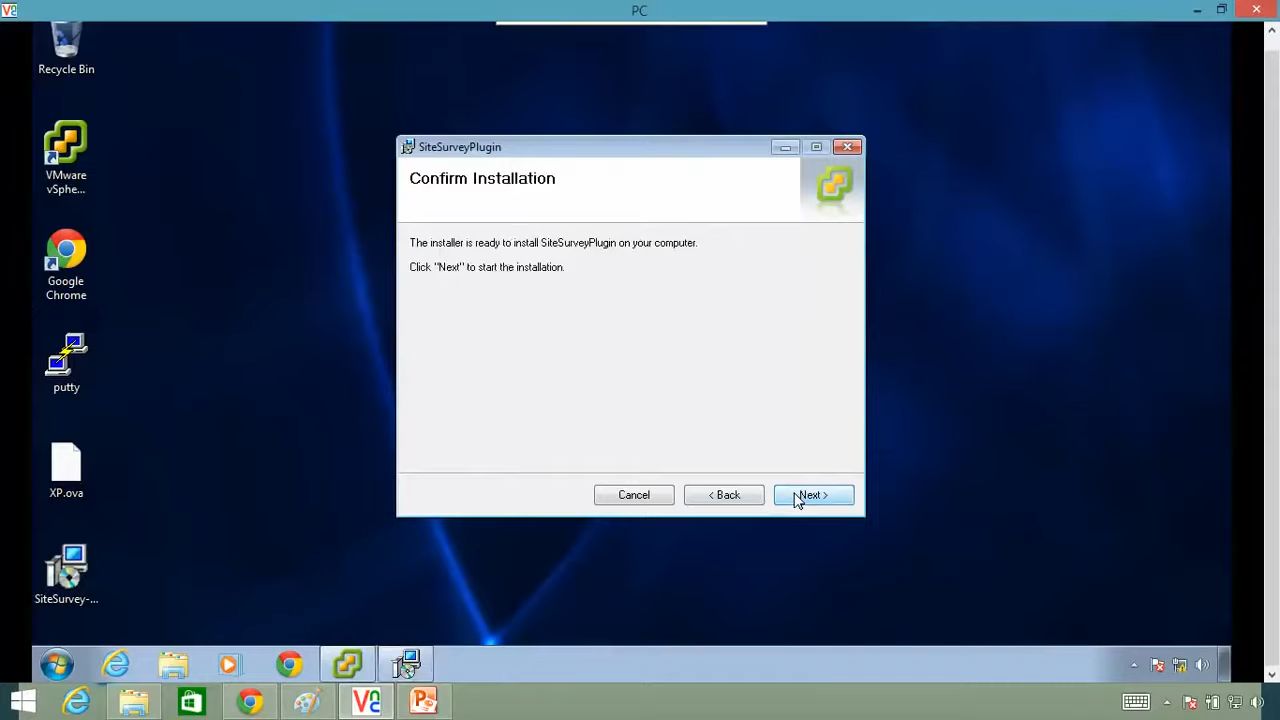 PC
Recycle Bin
VMware
vSphe...
Google
Chrome
putty
XP.ova
SiteSurvey-...
SiteSurveyPlugin
Confirm Installation
The installer is ready to install SiteSurveyPlugin on your computer.
Click "Next" to start the installation.
Cancel
< Back
Next >